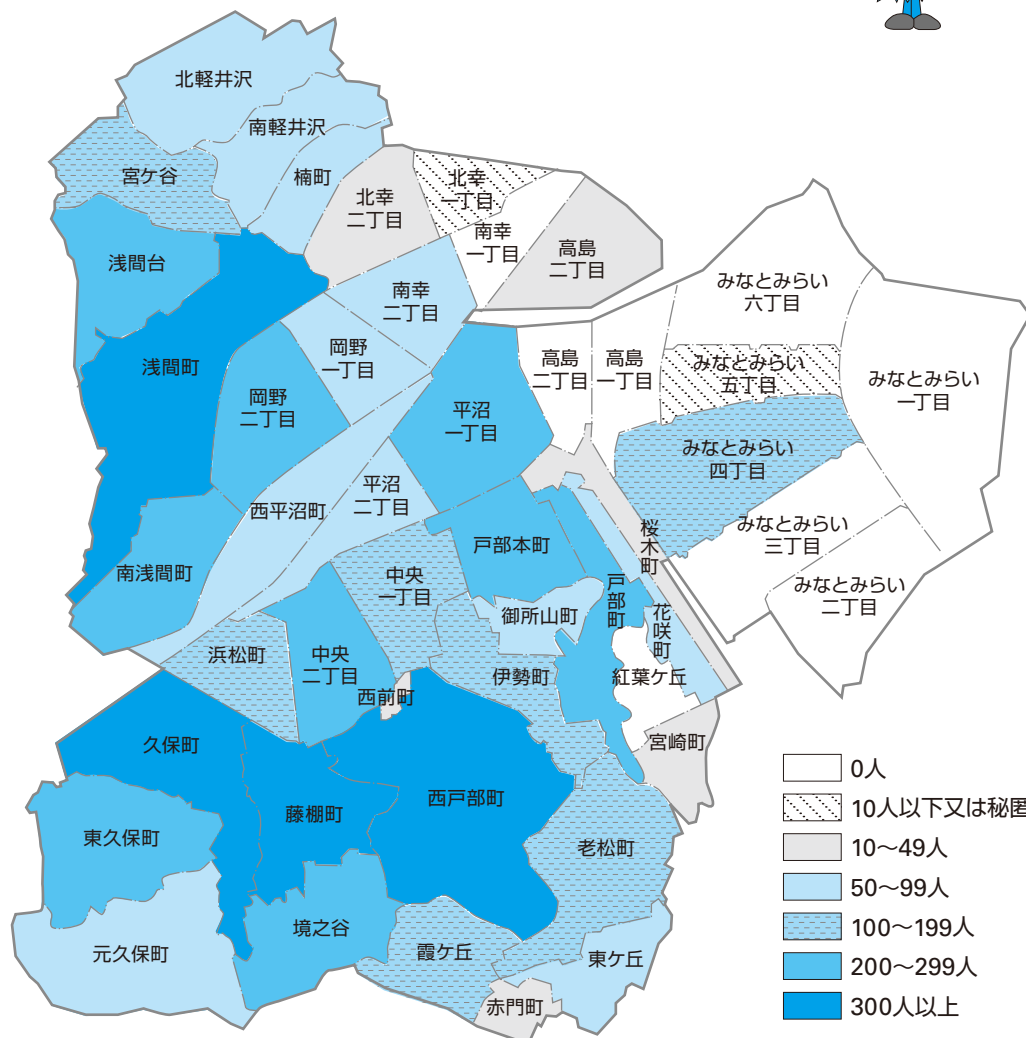 北軽井沢
南軽井沢
宮ケ谷
楠町
北幸
二丁目
北幸
一丁目
南幸
一丁目
高島
二丁目
浅間台
南幸
二丁目
みなとみらい
六丁目
浅間町
岡野
一丁目
高島
二丁目
高島
一丁目
みなとみらい
五丁目
みなとみらい
一丁目
岡野
二丁目
平沼
一丁目
みなとみらい
四丁目
平沼
二丁目
西平沼町
桜木町
みなとみらい
三丁目
南浅間町
中央
一丁目
戸部本町
戸部町
みなとみらい
二丁目
御所山町
花咲町
浜松町
中央
二丁目
伊勢町
紅葉ケ丘
西前町
宮崎町
久保町
藤棚町
西戸部町
東久保町
老松町
元久保町
境之谷
霞ケ丘
東ケ丘
赤門町
0人
10人以下又は秘匿
10～49人
50～99人
100～199人
200～299人
300人以上